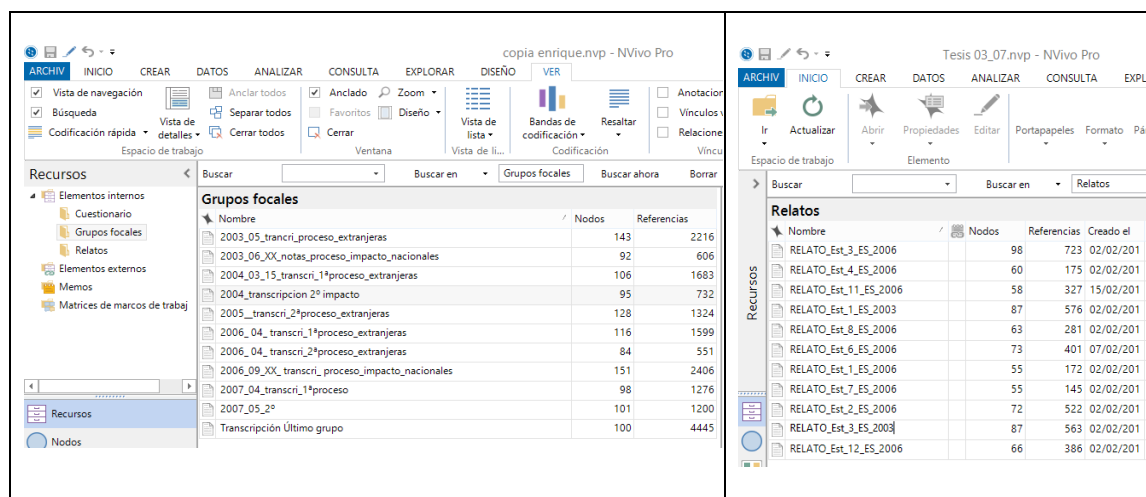 copia enrique.nvp - NVivo Pro
ARCHIV INICIO CREAR DATOS ANALIZAR CONSULTA EXPLORAR DISEÑO VER
Vista de navegación
Búsqueda
Codificación rápida
Vista de detalles
Anclar todos
Separar todos
Cerrar todos
Espacio de trabajo
Anclado
Favoritos
Cerrar
Zoom
Diseño
Ventana
Vista de lista
Vista de li...
Bandas de codificación
Resaltar
Codificación
Anotacion
Vínculos v
Relacione
Víncu
Recursos
Elementos internos
Cuestionario
Grupos focales
Relatos
Elementos externos
Memos
Matrices de marcos de trabaj
Recursos
Nodos
Buscar Buscar en Grupos focales Buscar ahora Borrar
Grupos focales
Nombre Nodos Referencias
2003_05_trancri_proceso_extranjeras 143 2216
2003_06_XX_notas_proceso_impacto_nacionales 92 606
2004_03_15_transcri_1ªproceso_extranjeras 106 1683
2004_transcripcion 2º impacto 95 732
2005__transcri_2ªproceso_extranjeras 128 1324
2006_ 04_ transcri_1ªproceso_extranjeras 116 1599
2006_ 04_ transcri_2ªproceso_extranjeras 84 551
2006_09_XX_ transcri_ proceso_impacto_nacionales 151 2406
2007_04_transcri_1ªproceso 98 1276
2007_05_2º 101 1200
Transcripción Último grupo 100 4445
Tesis 03_07.nvp - NVivo Pro
ARCHIV INICIO CREAR DATOS ANALIZAR CONSULTA EXPL
Ir Actualizar Abrir Propiedades Editar Portapapeles Formato Pá
Espacio de trabajo Elemento
Buscar Buscar en Relatos
Recursos
Relatos
Nombre Nodos Referencias Creado el
RELATO_Est_3_ES_2006 98 723 02/02/201
RELATO_Est_4_ES_2006 60 175 02/02/201
RELATO_Est_11_ES_2006 58 327 15/02/201
RELATO_Est_1_ES_2003 87 576 02/02/201
RELATO_Est_8_ES_2006 63 281 02/02/201
RELATO_Est_6_ES_2006 73 401 07/02/201
RELATO_Est_1_ES_2006 55 172 02/02/201
RELATO_Est_7_ES_2006 55 145 02/02/201
RELATO_Est_2_ES_2006 72 522 02/02/201
RELATO_Est_3_ES_2003 87 563 02/02/201
RELATO_Est_12_ES_2006 66 386 02/02/201